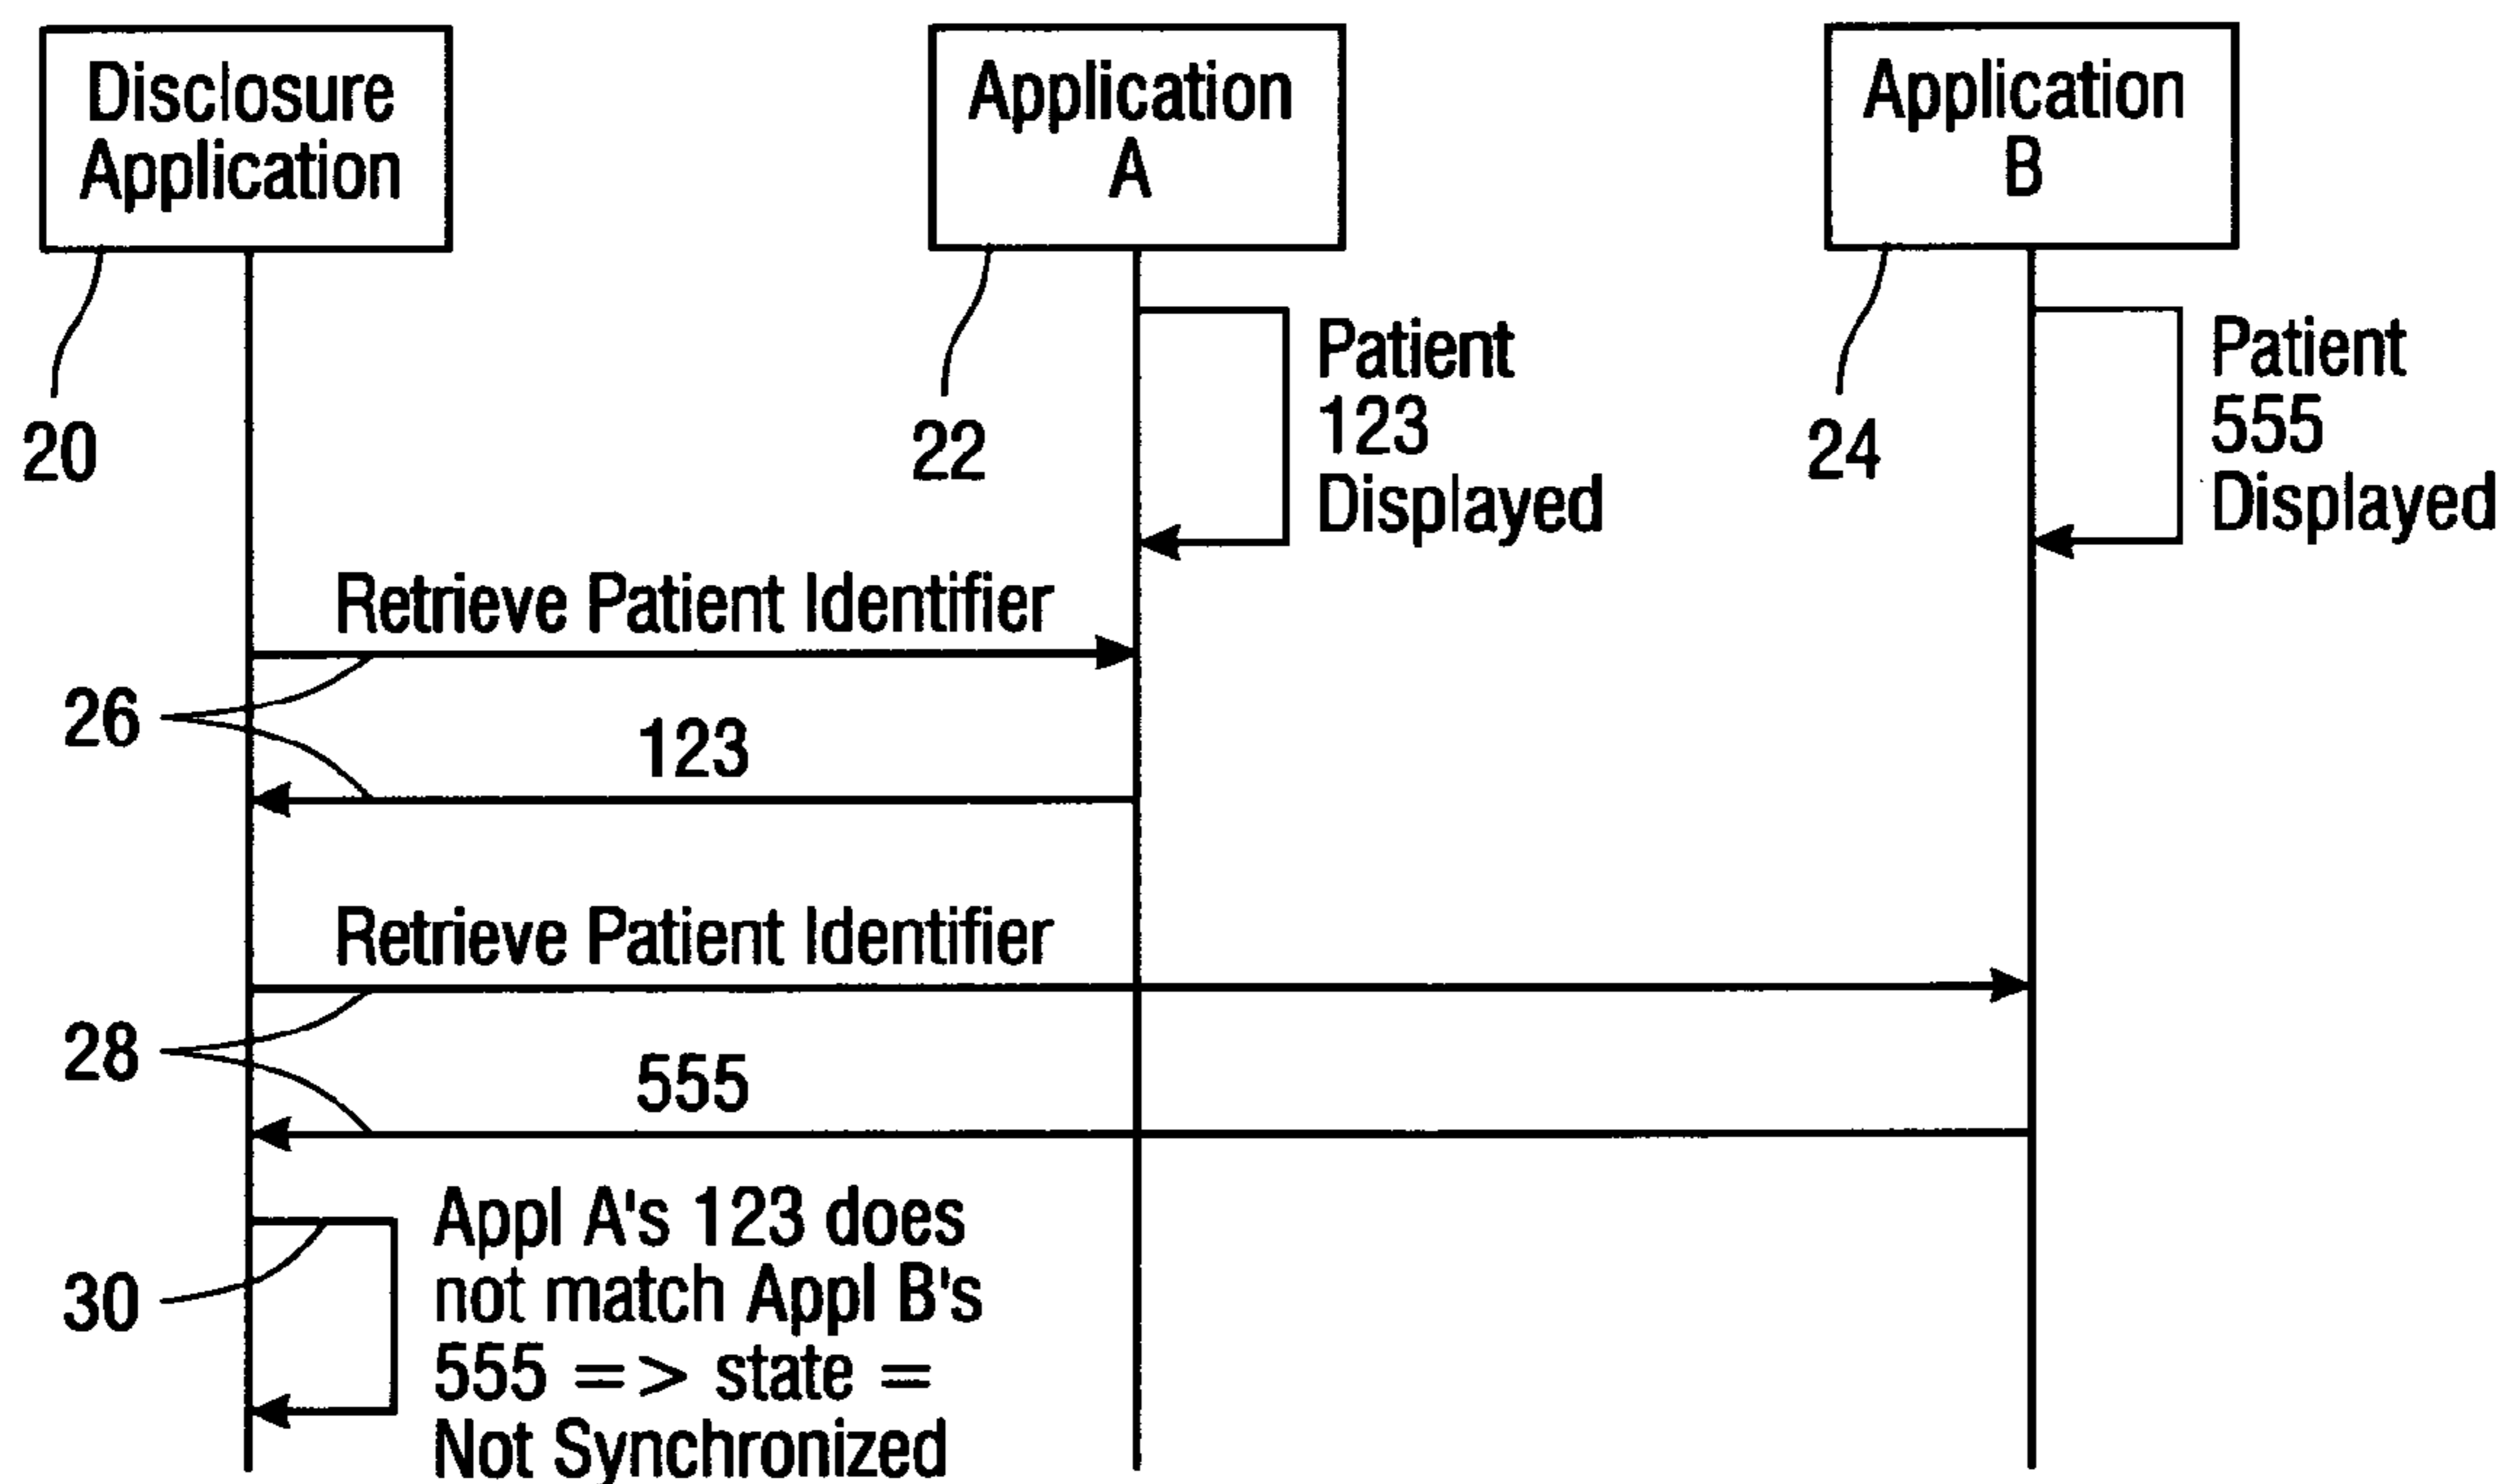 Disclosure
Application
Application
A
Application
B
20
22
24
Patient
123
Displayed
Patient
555
Displayed
Retrieve Patient Identifier
26
123
Retrieve Patient Identifier
28
555
30
Appl A's 123 does
not match Appl B's
555 => state =
Not Synchronized